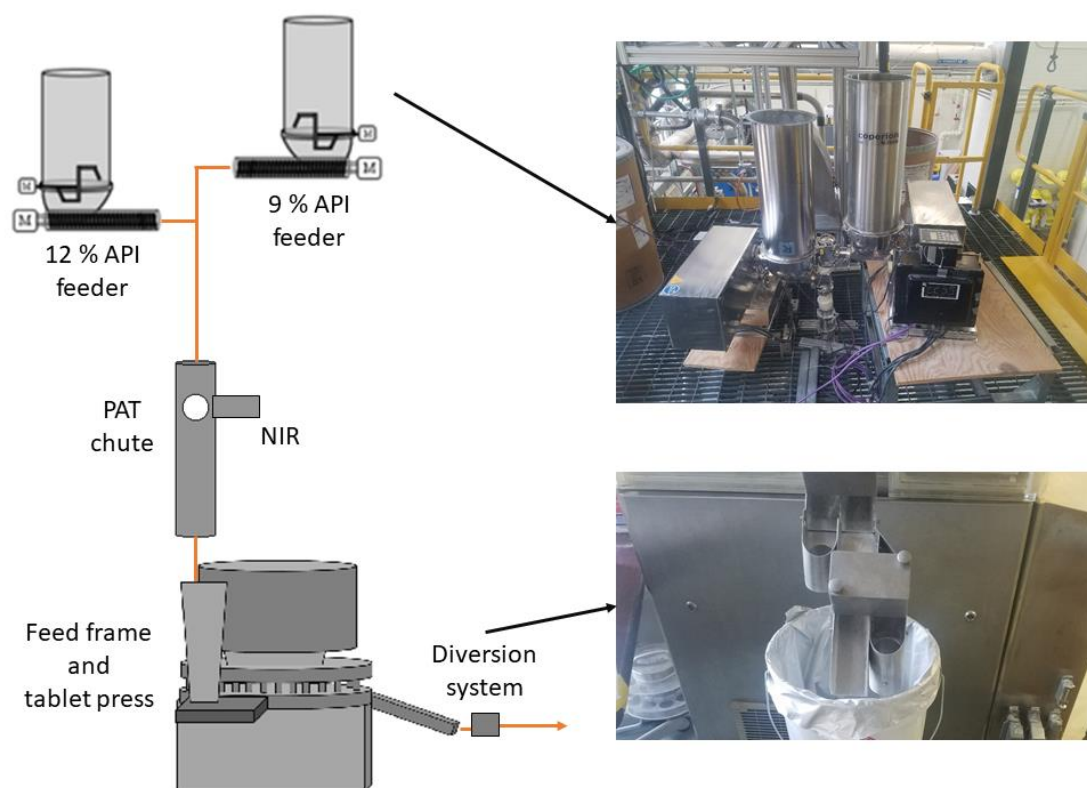 M
M
12 % API
feeder
M
M
9 % API
feeder
coperion
PAT
chute
NIR
Feed frame
and
tablet press
Diversion
system